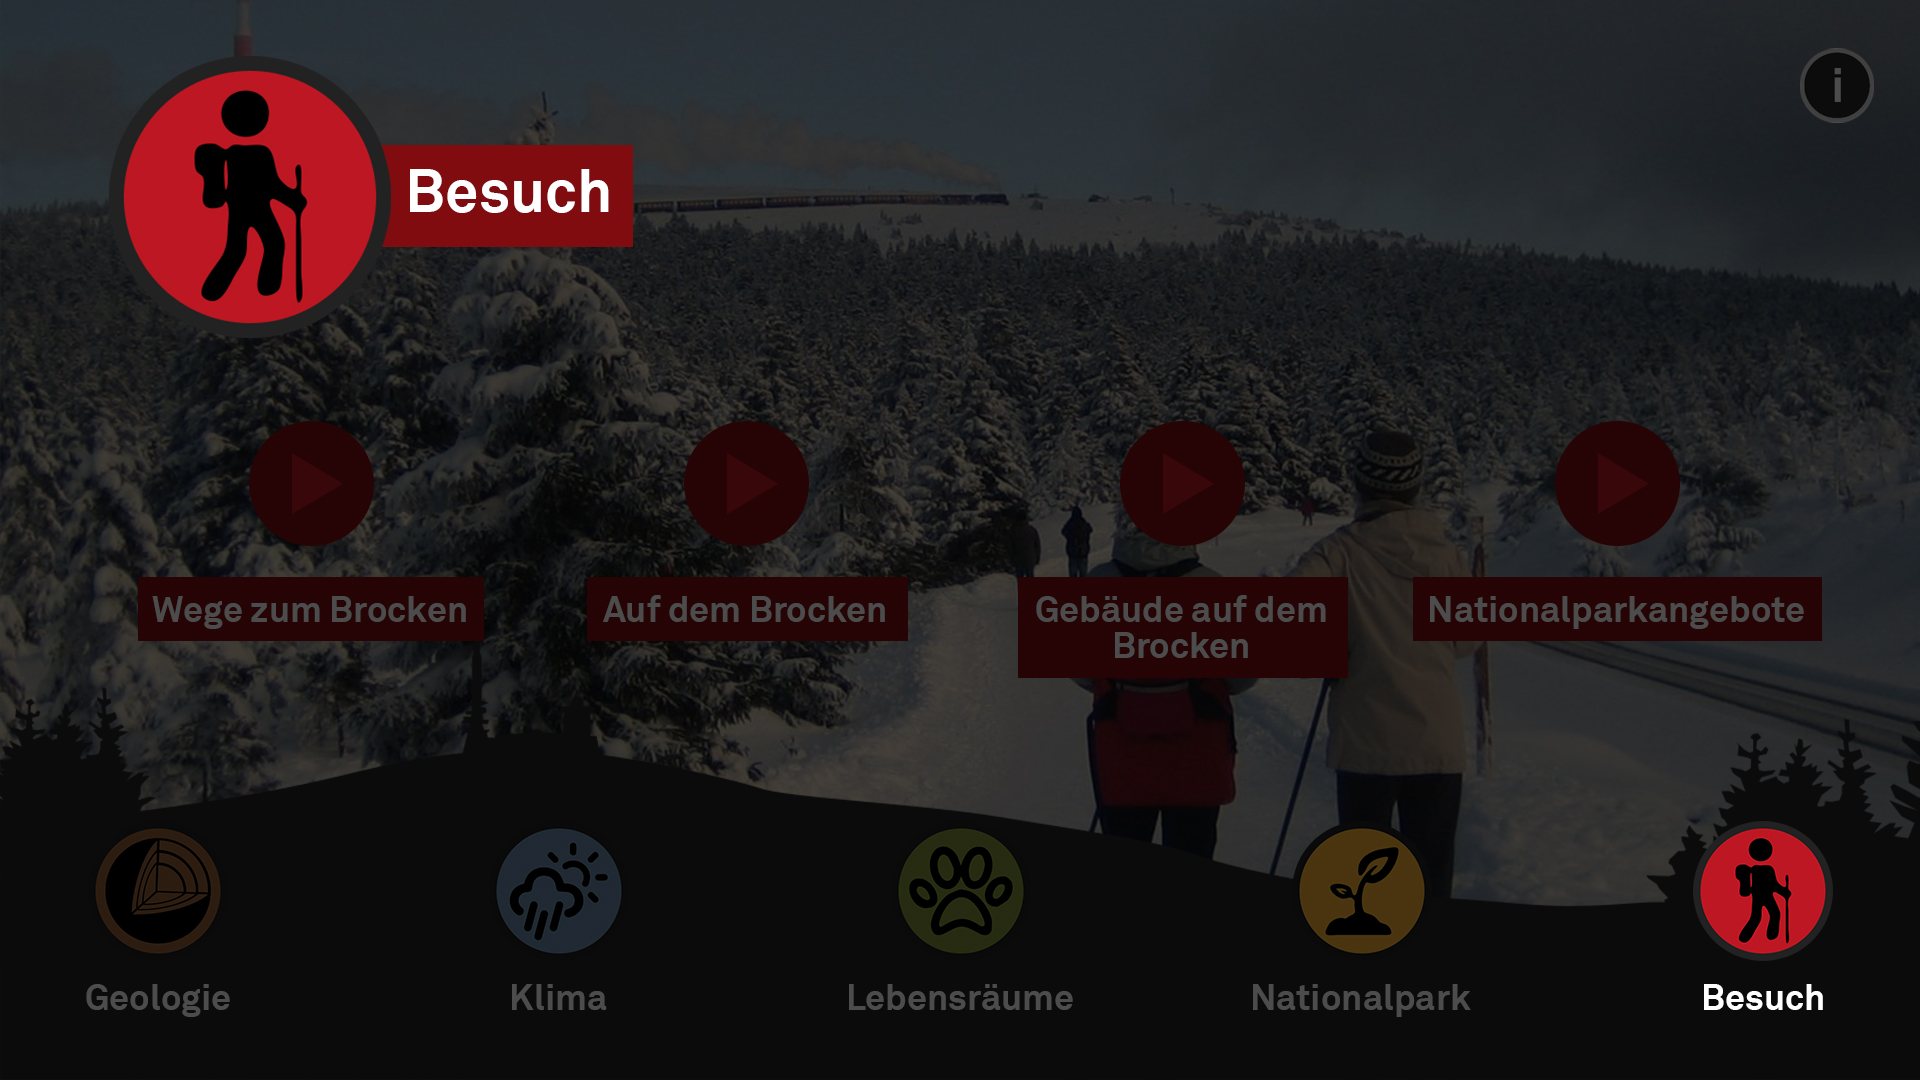 i
Besuch
Wege zum Brocken
Auf dem Brocken
Gebäude auf dem
Brocken
Nationalparkangebote
Geologie
Klima
Lebensräume
Nationalpark
Besuch